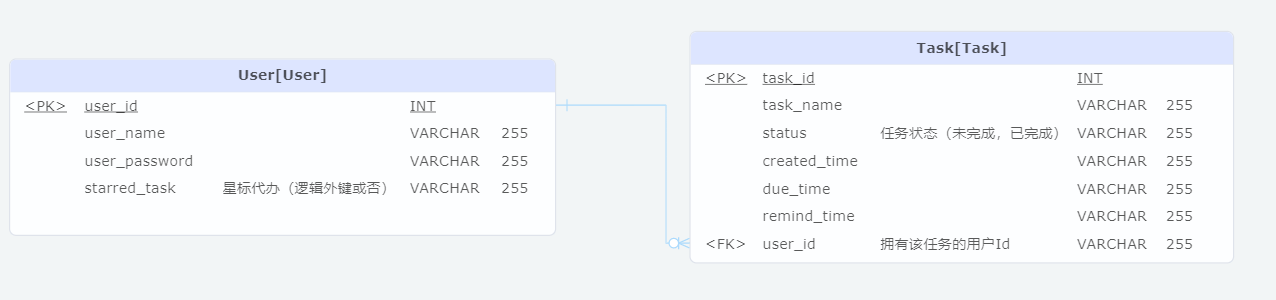 User[User]
<PK> user_id INT
user_name VARCHAR 255
user_password VARCHAR 255
starred_task 星标代办（逻辑外键或否） VARCHAR 255
Task[Task]
<PK> task_id INT
task_name VARCHAR 255
status 任务状态（未完成，已完成） VARCHAR 255
created_time VARCHAR 255
due_time VARCHAR 255
remind_time VARCHAR 255
<FK> user_id 拥有该任务的用户Id VARCHAR 255